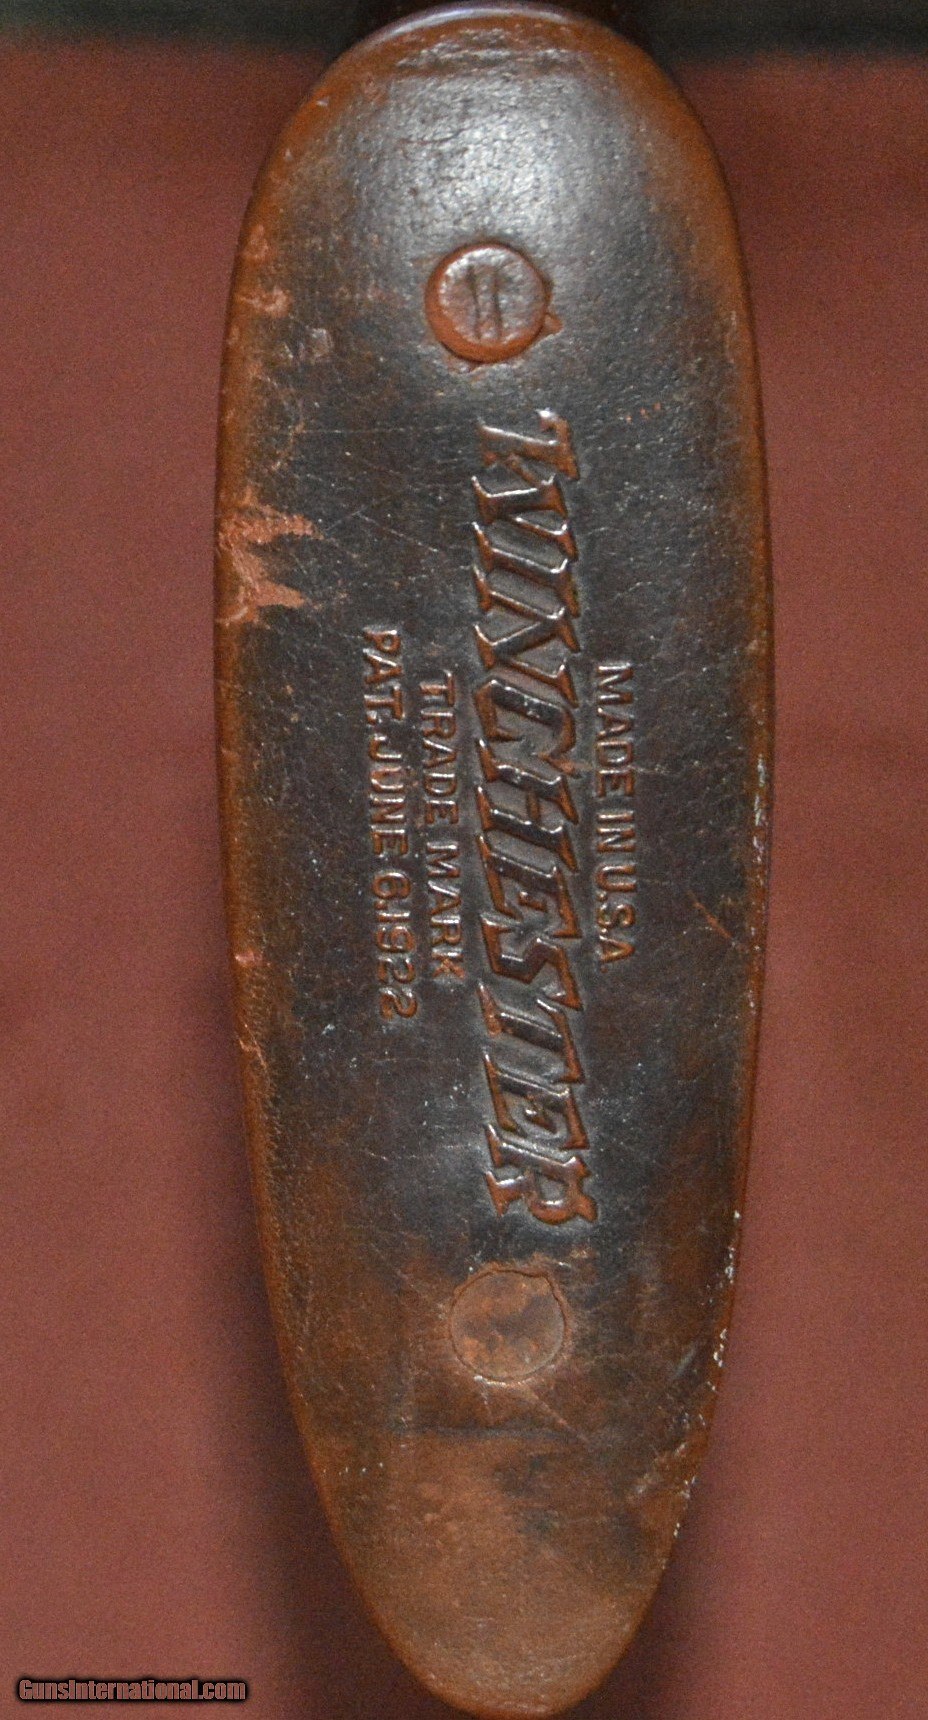 MADE IN U.S.A
WINCHESTER
TRADE MARK
PAT. JUNE 6.1922
GunsInternational.com